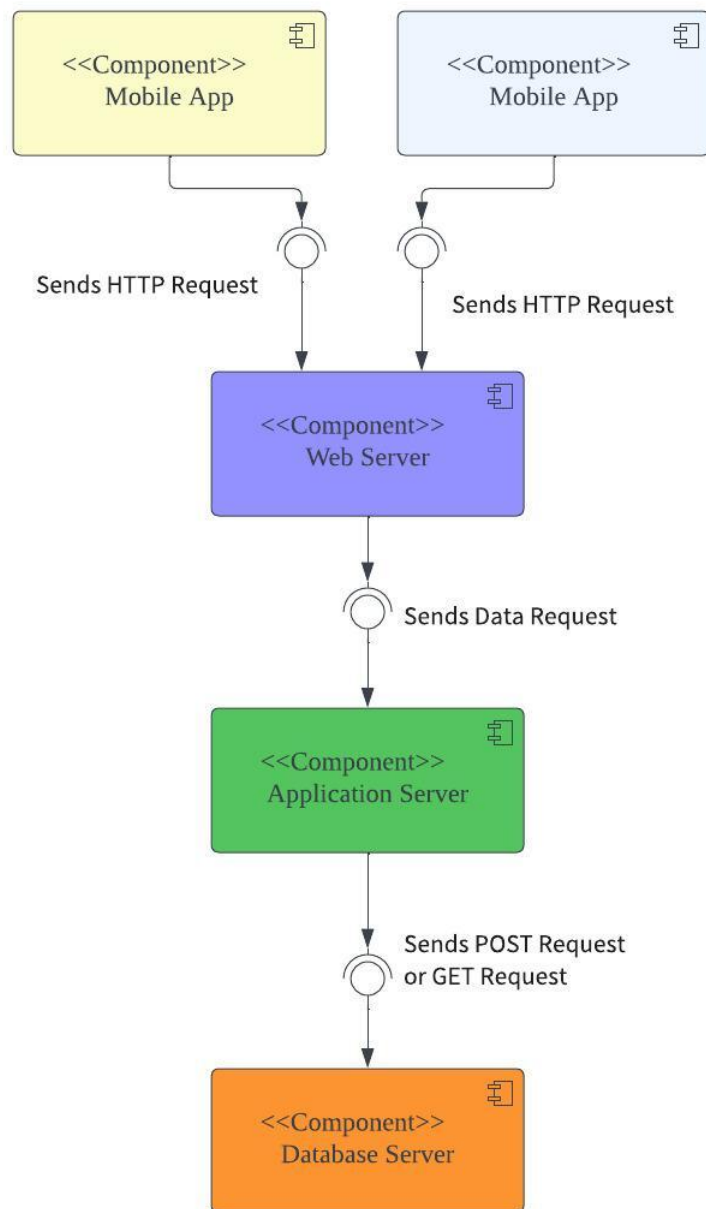 <<Component>>
Mobile App
<<Component>>
Mobile App
Sends HTTP Request
Sends HTTP Request
<<Component>>
Web Server
Sends Data Request
<<Component>>
Application Server
Sends POST Request
or GET Request
<<Component>>
Database Server